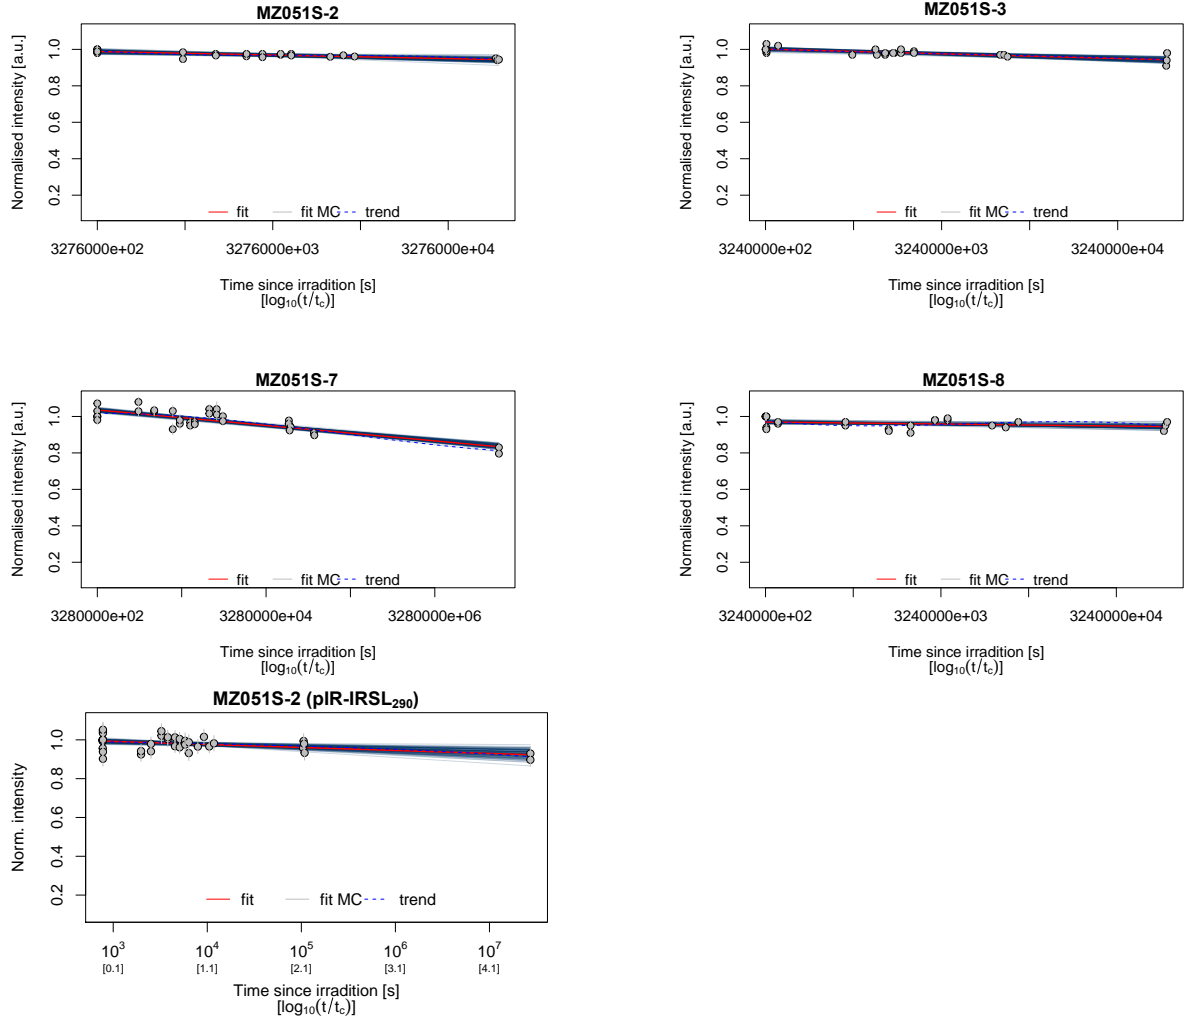 MZ051S-2
Normalised intensity [a.u.]
1.0
0.8
0.6
0.4
0.2
fit fit MC trend
3276000e+02 3276000e+03 3276000e+04
Time since irradition [s]
[log10(t/tc)]
MZ051S-3
Normalised intensity [a.u.]
1.0
0.8
0.6
0.4
0.2
fit fit MC trend
3240000e+02 3240000e+03 3240000e+04
Time since irradition [s]
[log10(t/tc)]
MZ051S-7
Normalised intensity [a.u.]
1.0
0.8
0.6
0.4
0.2
fit fit MC trend
3280000e+02 3280000e+04 3280000e+06
Time since irradition [s]
[log10(t/tc)]
MZ051S-8
Normalised intensity [a.u.]
1.0
0.8
0.6
0.4
0.2
fit fit MC trend
3240000e+02 3240000e+03 3240000e+04
Time since irradition [s]
[log10(t/tc)]
MZ051S-2 (pIR-IRSL290)
Norm. intensity
1.0
0.8
0.6
0.4
0.2
fit fit MC trend
10^3 10^4 10^5 10^6 10^7
[0.1] [1.1] [2.1] [3.1] [4.1]
Time since irradition [s]
[log10(t/tc)]